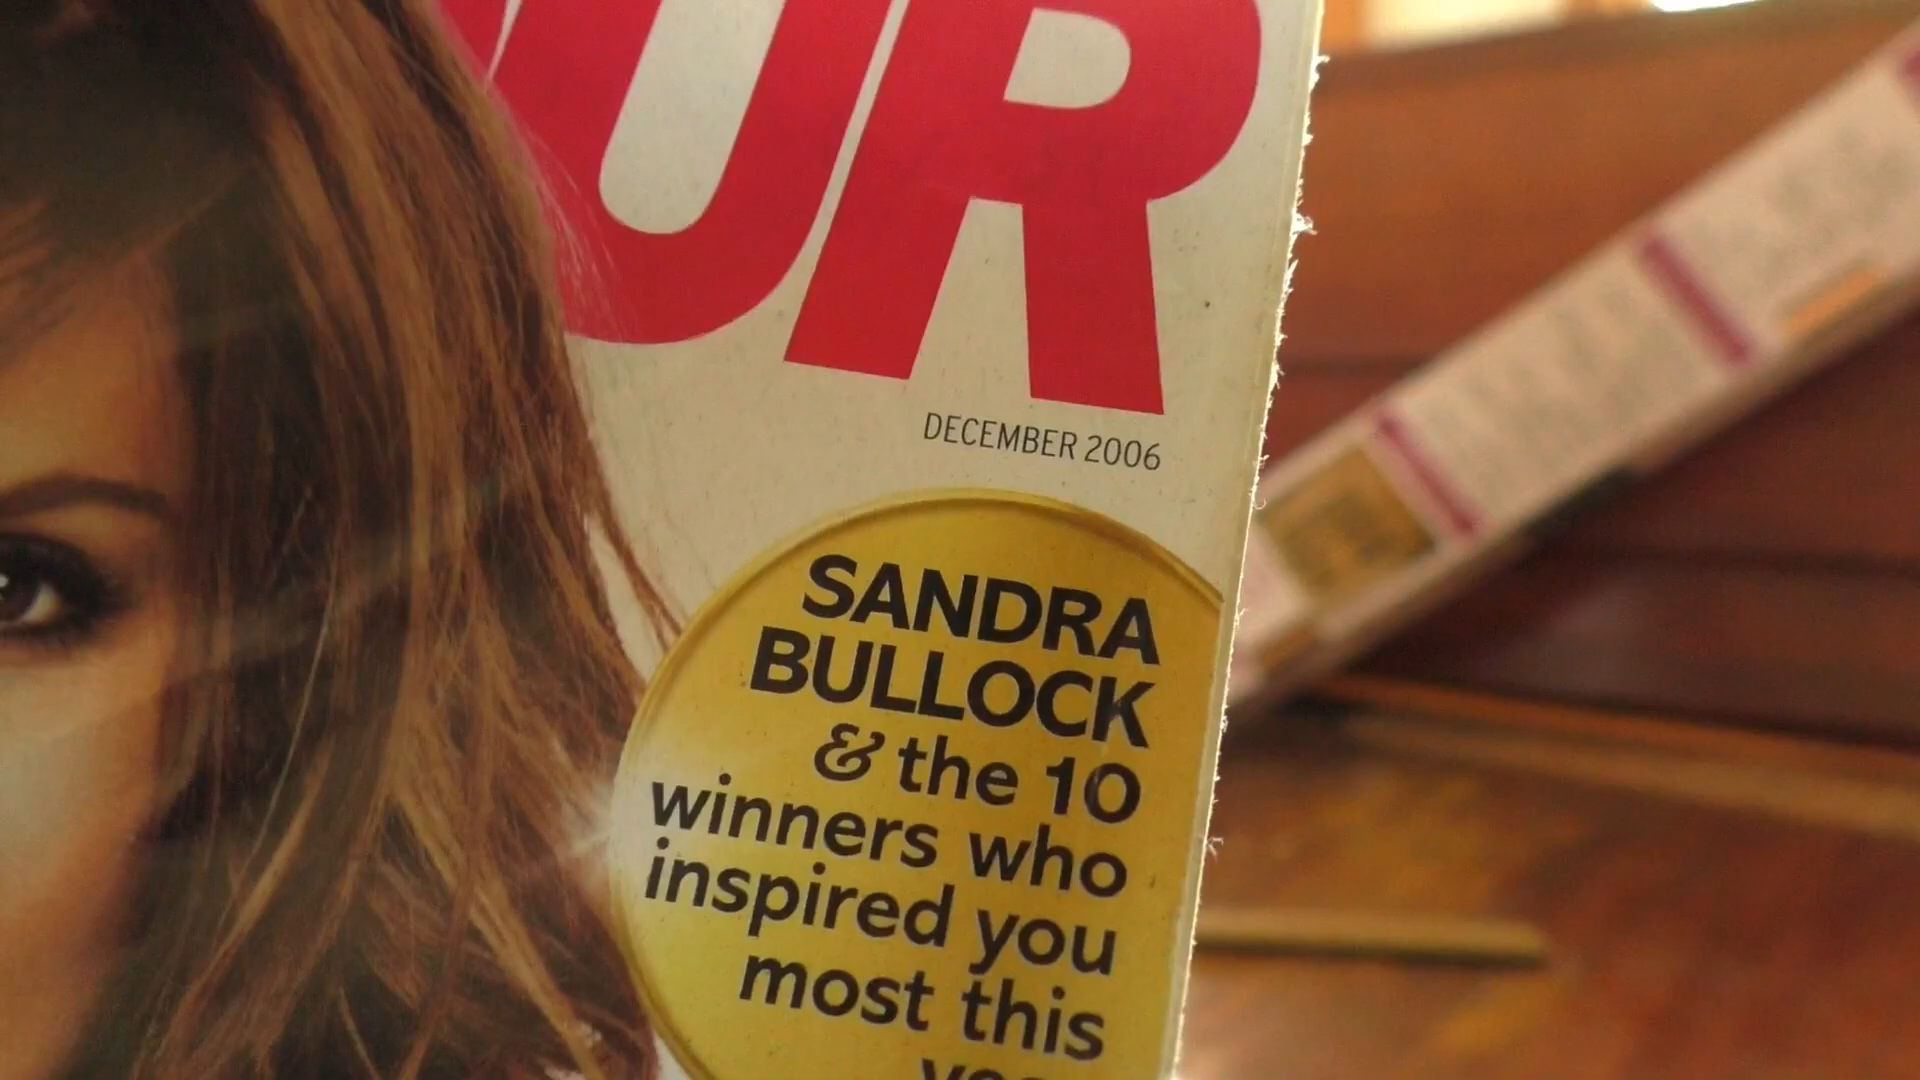 UR
DECEMBER 2006
SANDRA
BULLOCK
& the 10
winners who
inspired you
most this